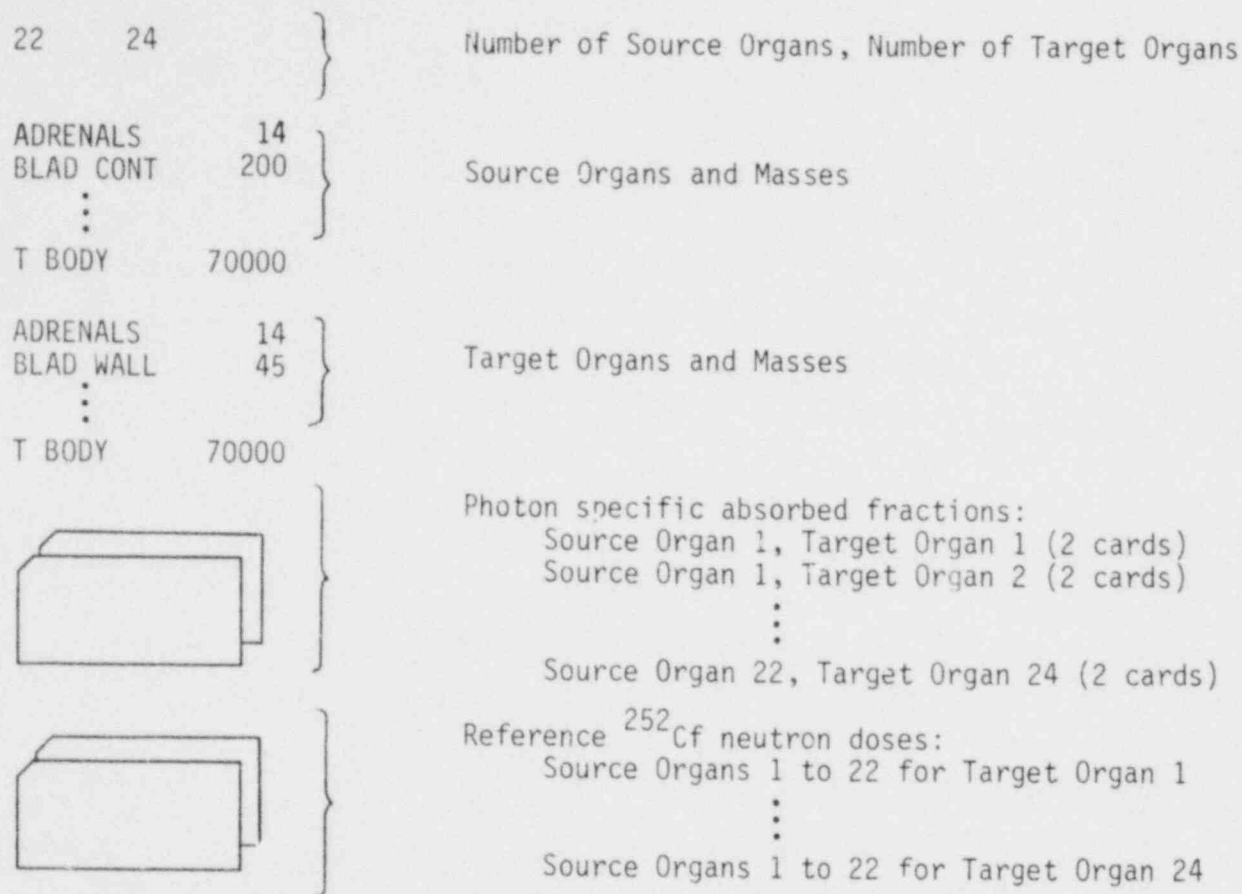 22 24 Number of Source Organs, Number of Target Organs
ADRENALS 14
BLAD CONT 200
Source Organs and Masses
T BODY 70000
ADRENALS 14
BLAD WALL 45
Target Organs and Masses
T BODY 70000
Photon specific absorbed fractions:
Source Organ 1, Target Organ 1 (2 cards)
Source Organ 1, Target Organ 2 (2 cards)
Source Organ 22, Target Organ 24 (2 cards)
Reference 252Cf neutron doses:
Source Organs 1 to 22 for Target Organ 1
Source Organs 1 to 22 for Target Organ 24